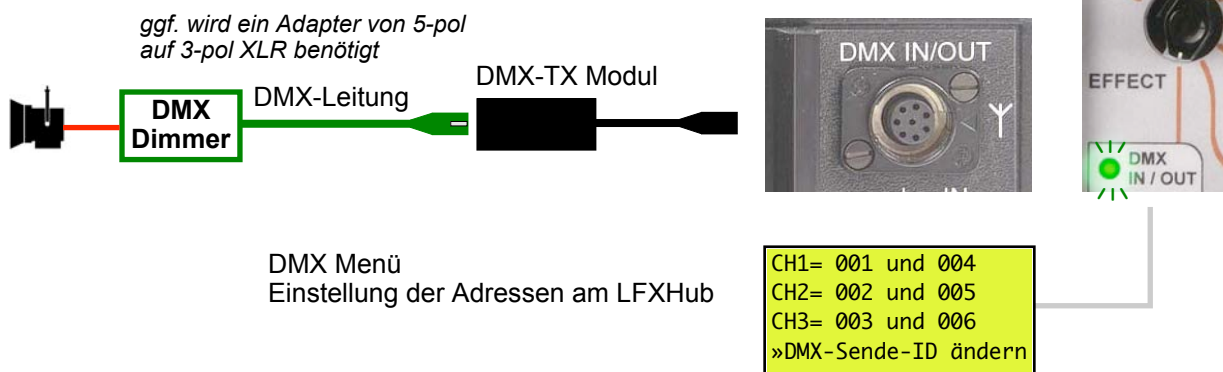 ggf. wird ein Adapter von 5-pol
auf 3-pol XLR benötigt
DMX
Dimmer
DMX-Leitung
DMX-TX Modul
DMX IN/OUT
EFFECT
DMX
IN / OUT
DMX Menü
Einstellung der Adressen am LFXHub
CH1= 001 und 004
CH2= 002 und 005
CH3= 003 und 006
»DMX-Sende-ID ändern